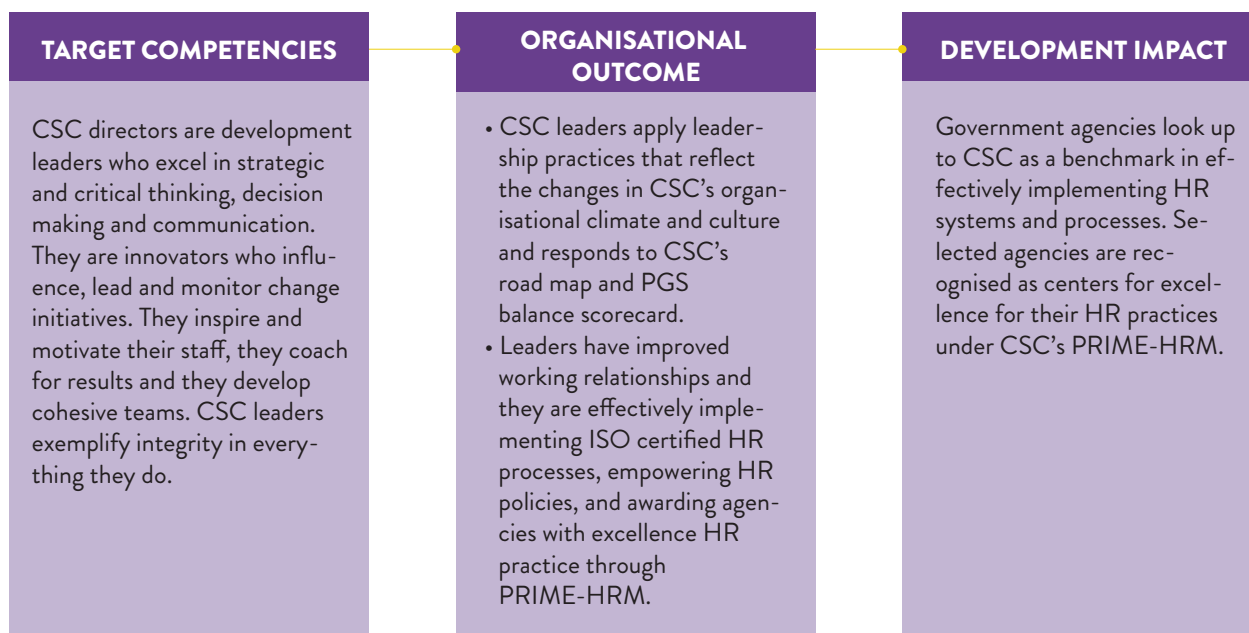 TARGET COMPETENCIES
CSC directors are development
leaders who excel in strategic
and critical thinking, decision
making and communication.
They are innovators who influ-
ence, lead and monitor change
initiatives. They inspire and
motivate their staff, they coach
for results and they develop
cohesive teams. CSC leaders
exemplify integrity in every-
thing they do.
ORGANISATIONAL
OUTCOME
• CSC leaders apply leader-
ship practices that reflect
the changes in CSC's organ-
isational climate and culture
and responds to CSC's
road map and PGS
balance scorecard.
• Leaders have improved
working relationships and
they are effectively imple-
menting ISO certified HR
processes, empowering HR
policies, and awarding agen-
cies with excellence HR
practice through
PRIME-HRM.
DEVELOPMENT IMPACT
Government agencies look up
to CSC as a benchmark in ef-
fectively implementing HR
systems and processes. Se-
lected agencies are rec-
ognised as centers for excel-
lence for their HR practices
under CSC's PRIME-HRM.